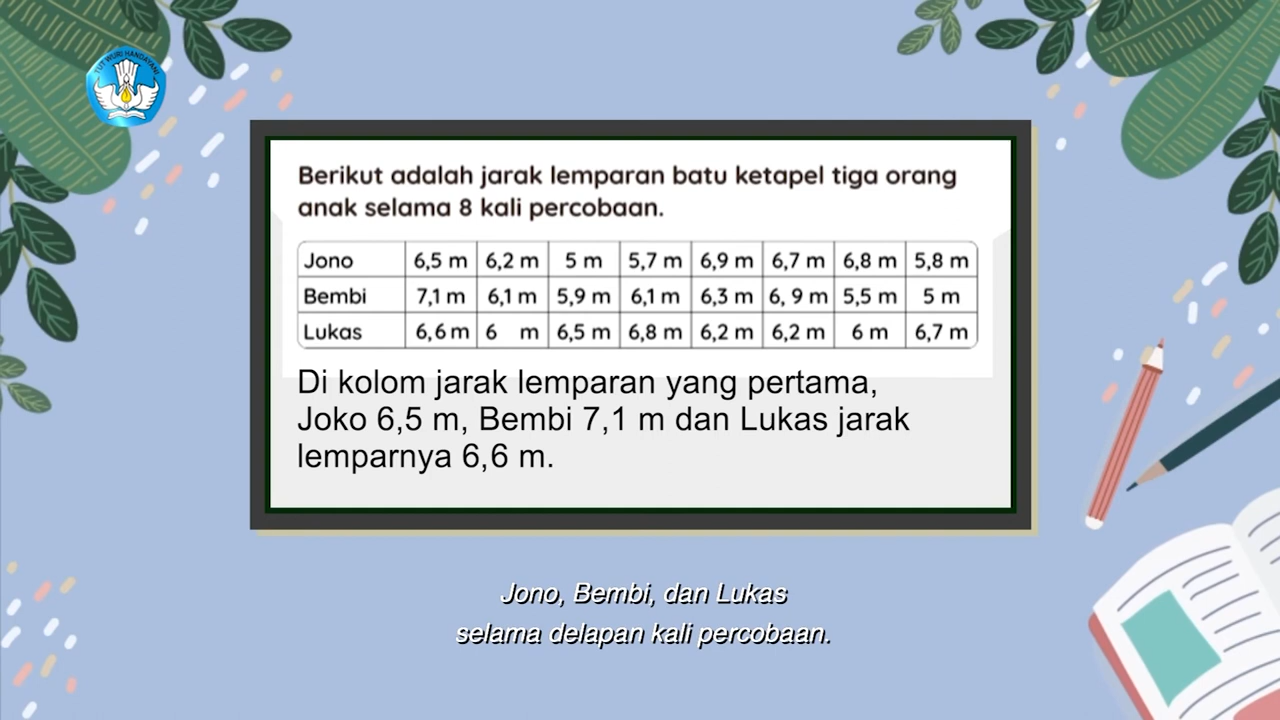 TUT WURI HANDAYANI
Berikut adalah jarak lemparan batu ketapel tiga orang
anak selama 8 kali percobaan.
Jono 6,5 m 6,2 m 5 m 5,7 m 6,9 m 6,7 m 6,8 m 5,8 m
Bembi 7,1 m 6,1 m 5,9 m 6,1 m 6,3 m 6, 9 m 5,5 m 5 m
Lukas 6,6 m 6 m 6,5 m 6,8 m 6,2 m 6,2 m 6 m 6,7 m
Di kolom jarak lemparan yang pertama,
Joko 6,5 m, Bembi 7,1 m dan Lukas jarak
lemparnya 6,6 m.
Jono, Bembi, dan Lukas
selama delapan kali percobaan.